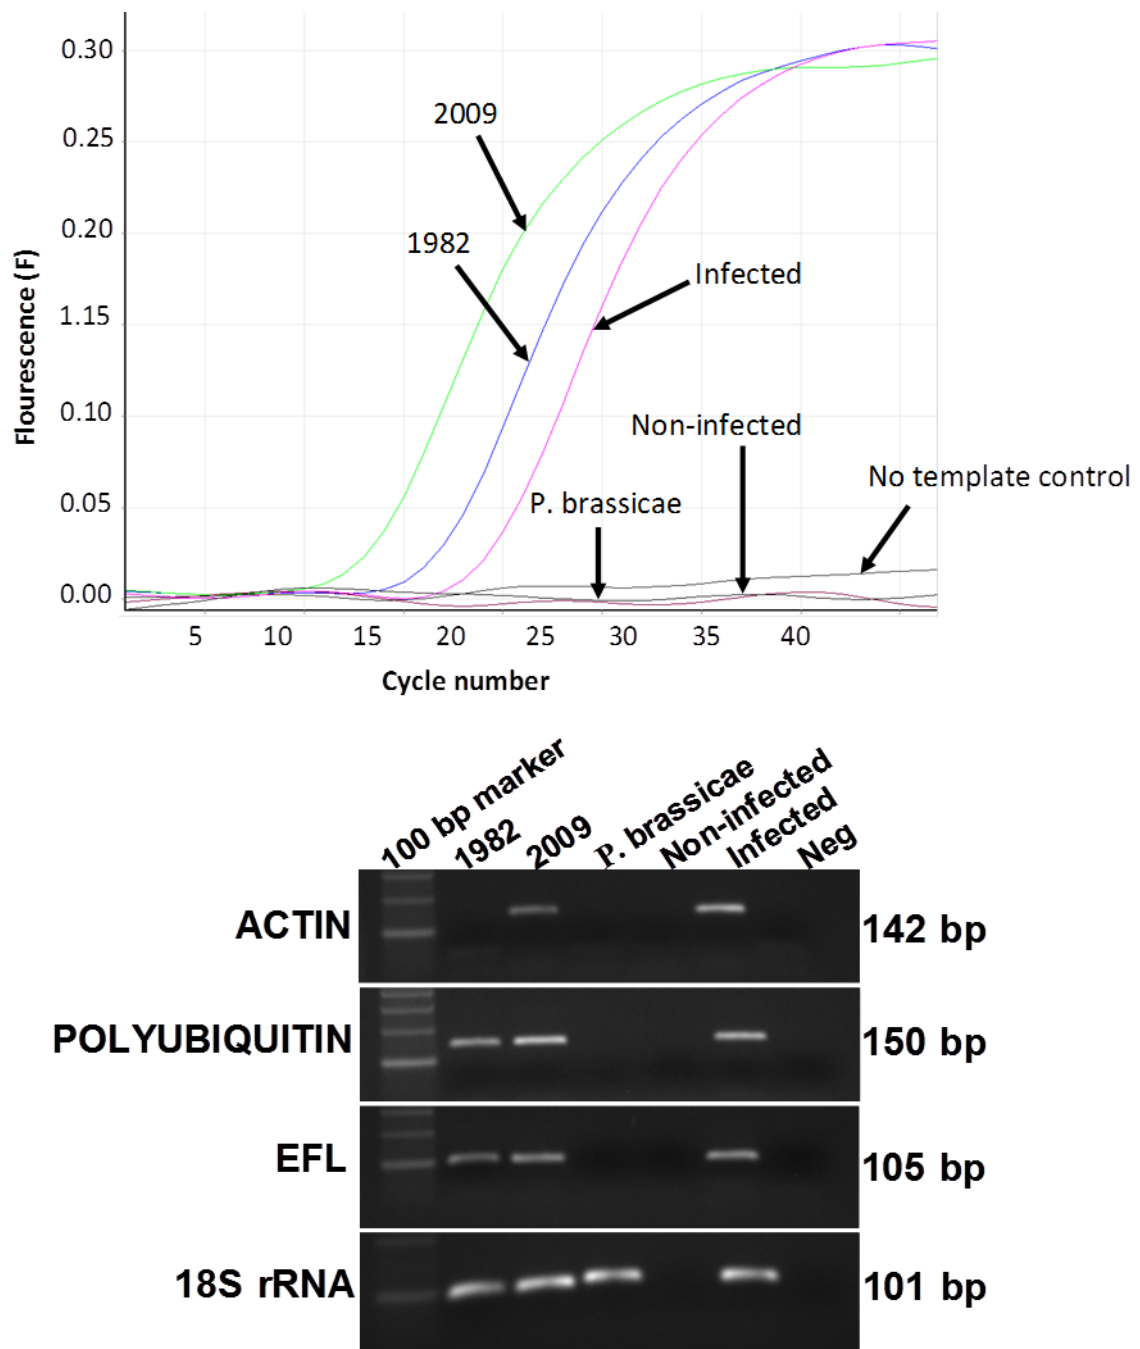 0.30
2009
0.25
0.20
1982
Flourescence (F)
Infected
1.15
0.10
Non-infected
No template control
0.05
P. brassicae
0.00
5 10 15 20 25 30 35 40
Cycle number
100 bp marker
1982
2009
P. brassicae
Non-infected
Infected
Neg
ACTIN 142 bp
POLYUBIQUITIN 150 bp
EFL 105 bp
18S rRNA 101 bp